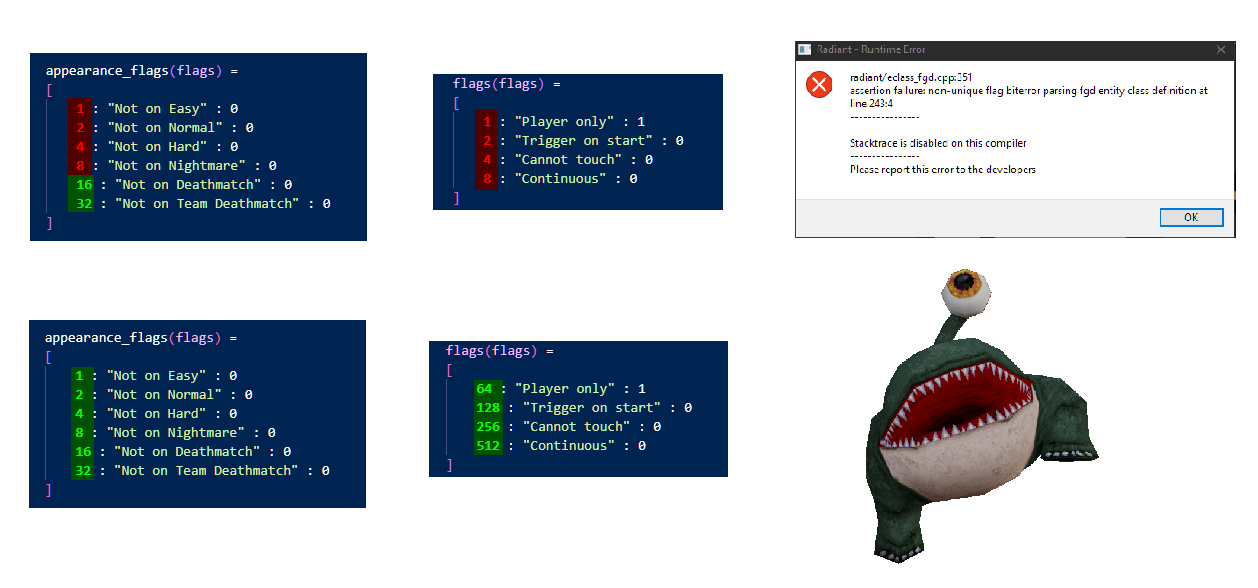 appearance_flags(flags) =
[
1 : "Not on Easy" : 0
2 : "Not on Normal" : 0
4 : "Not on Hard" : 0
8 : "Not on Nightmare" : 0
16 : "Not on Deathmatch" : 0
32 : "Not on Team Deathmatch" : 0
]
flags(flags) =
[
1 : "Player only" : 1
2 : "Trigger on start" : 0
4 : "Cannot touch" : 0
8 : "Continuous" : 0
]
Radiant - Runtime Error
radiant/eclass_fgd.cpp:351
assertion failure: non-unique flag biterror parsing fgd entity class definition at
line 243:4
----------------
Stacktrace is disabled on this compiler
----------------
Please report this error to the developers
OK
appearance_flags(flags) =
[
1 : "Not on Easy" : 0
2 : "Not on Normal" : 0
4 : "Not on Hard" : 0
8 : "Not on Nightmare" : 0
16 : "Not on Deathmatch" : 0
32 : "Not on Team Deathmatch" : 0
]
flags(flags) =
[
64 : "Player only" : 1
128 : "Trigger on start" : 0
256 : "Cannot touch" : 0
512 : "Continuous" : 0
]